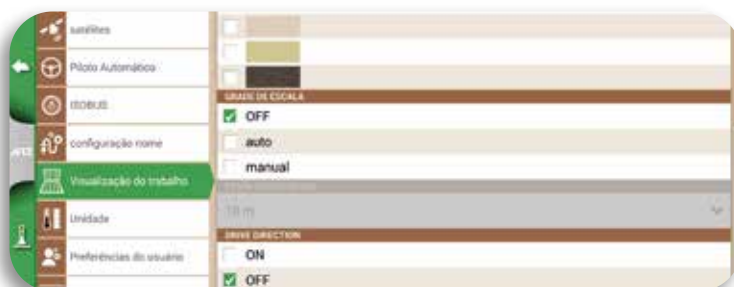 satélites
Piloto Automático
ISOBUS
configuração nome
Visualização do trabalho
Unidade
Preferências do usuário
GRADE DE ESCALA
OFF
auto
manual
10 m
DRIVE DIRECTION
ON
OFF